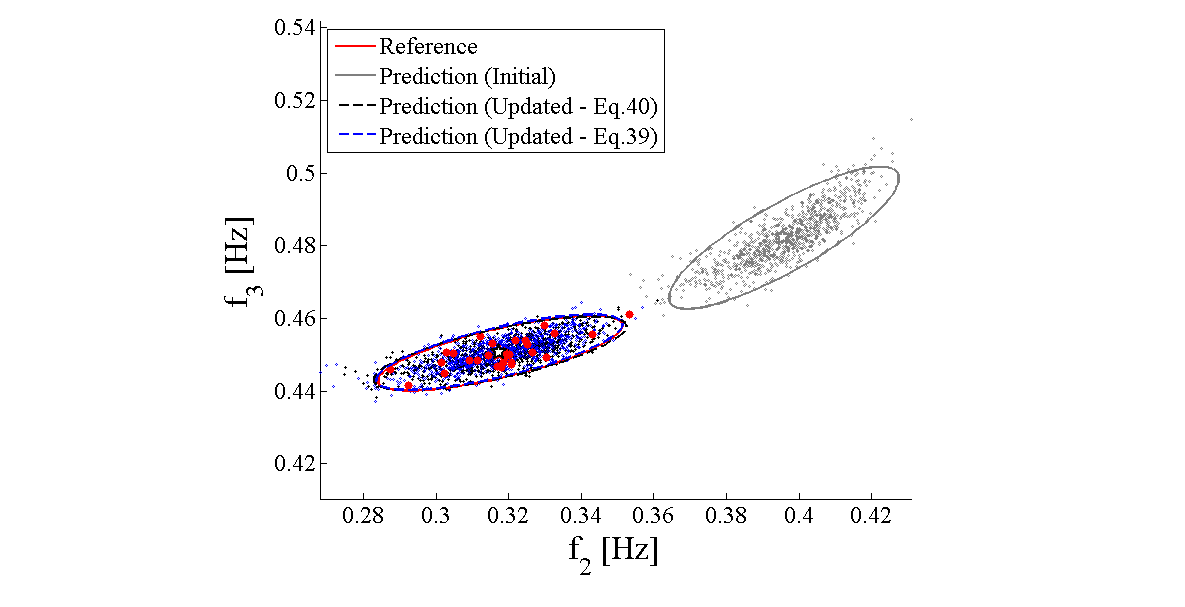 0.54
0.52
0.5
0.48
0.46
0.44
0.42
f3 [Hz]
Reference
Prediction (Initial)
Prediction (Updated - Eq.40)
Prediction (Updated - Eq.39)
0.28 0.3 0.32 0.34 0.36 0.38 0.4 0.42
f2 [Hz]